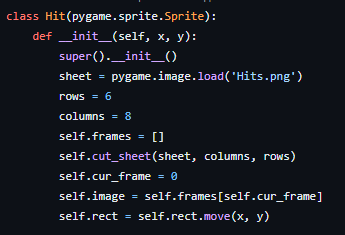 class Hit(pygame.sprite.Sprite):
    def __init__(self, x, y):
        super().__init__()
        sheet = pygame.image.load('Hits.png')
        rows = 6
        columns = 8
        self.frames = []
        self.cut_sheet(sheet, columns, rows)
        self.cur_frame = 0
        self.image = self.frames[self.cur_frame]
        self.rect = self.rect.move(x, y)